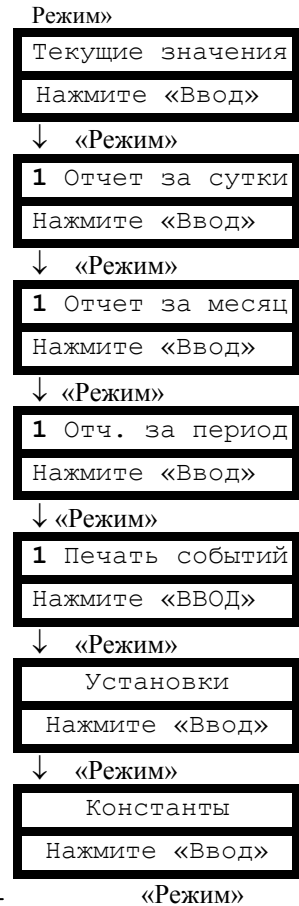 Режим»
Текущие значения
Нажмите «Ввод»
↓ «Режим»
1 Отчет за сутки
Нажмите «Ввод»
↓ «Режим»
1 Отчет за месяц
Нажмите «Ввод»
↓ «Режим»
1 Отч. за период
Нажмите «Ввод»
↓ «Режим»
1 Печать событий
Нажмите «ВВОД»
↓ «Режим»
Установки
Нажмите «Ввод»
↓ «Режим»
Константы
Нажмите «Ввод»
«Режим»